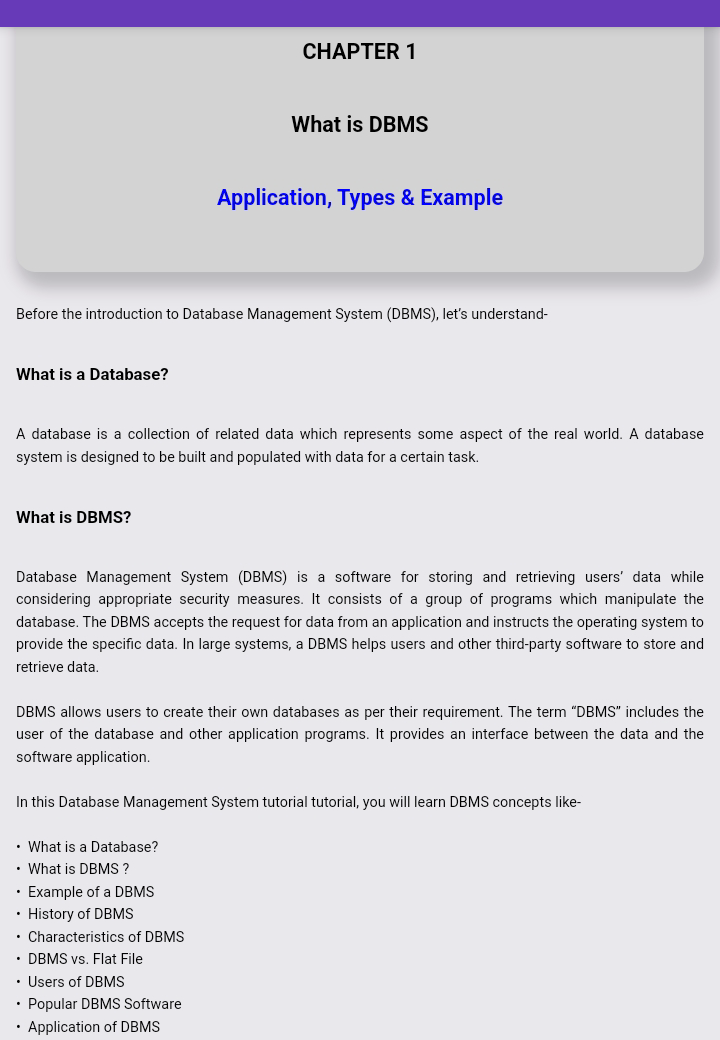 CHAPTER 1
What is DBMS
Application, Types & Example
Before the introduction to Database Management System (DBMS), let’s understand-
What is a Database?
A database is a collection of related data which represents some aspect of the real world. A database
system is designed to be built and populated with data for a certain task.
What is DBMS?
Database Management System (DBMS) is a software for storing and retrieving users’ data while
considering appropriate security measures. It consists of a group of programs which manipulate the
database. The DBMS accepts the request for data from an application and instructs the operating system to
provide the specific data. In large systems, a DBMS helps users and other third-party software to store and
retrieve data.
DBMS allows users to create their own databases as per their requirement. The term “DBMS” includes the
user of the database and other application programs. It provides an interface between the data and the
software application.
In this Database Management System tutorial tutorial, you will learn DBMS concepts like-
• What is a Database?
• What is DBMS ?
• Example of a DBMS
• History of DBMS
• Characteristics of DBMS
• DBMS vs. Flat File
• Users of DBMS
• Popular DBMS Software
• Application of DBMS